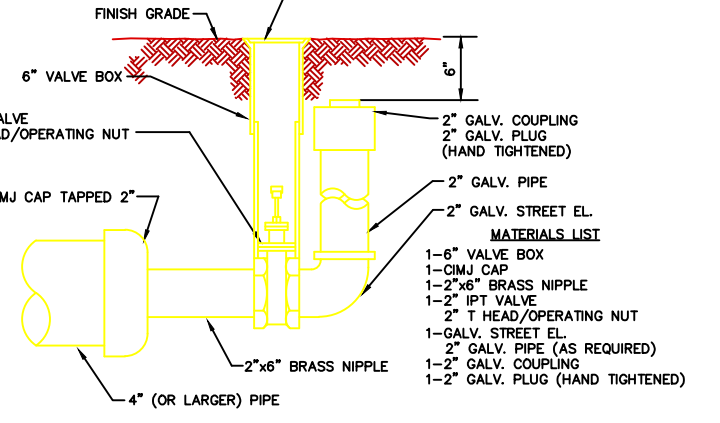 FINISH GRADE
6" VALVE BOX
6"
ALVE
AD/OPERATING NUT
2" GALV. COUPLING
2" GALV. PLUG
(HAND TIGHTENED)
MJ CAP TAPPED 2"
2" GALV. PIPE
2" GALV. STREET EL.
MATERIALS LIST
1-6" VALVE BOX
1-CIMJ CAP
1-2"x6" BRASS NIPPLE
1-2" IPT VALVE
2" T HEAD/OPERATING NUT
1-GALV. STREET EL.
2" GALV. PIPE (AS REQUIRED)
1-2" GALV. COUPLING
1-2" GALV. PLUG (HAND TIGHTENED)
2"x6" BRASS NIPPLE
4" (OR LARGER) PIPE